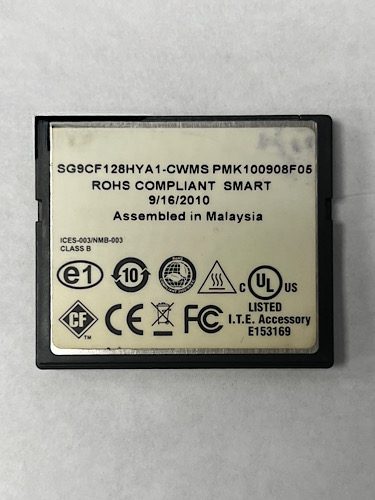 SG9CF128HYA1-CWMS PMK100908F05
ROHS COMPLIANT SMART
9/16/2010
Assembled in Malaysia
ICES-003/NMB-003
CLASS B
e1
10
C UL US
LISTED
I.T.E. Accessory
E153169
CF TM
FC CE